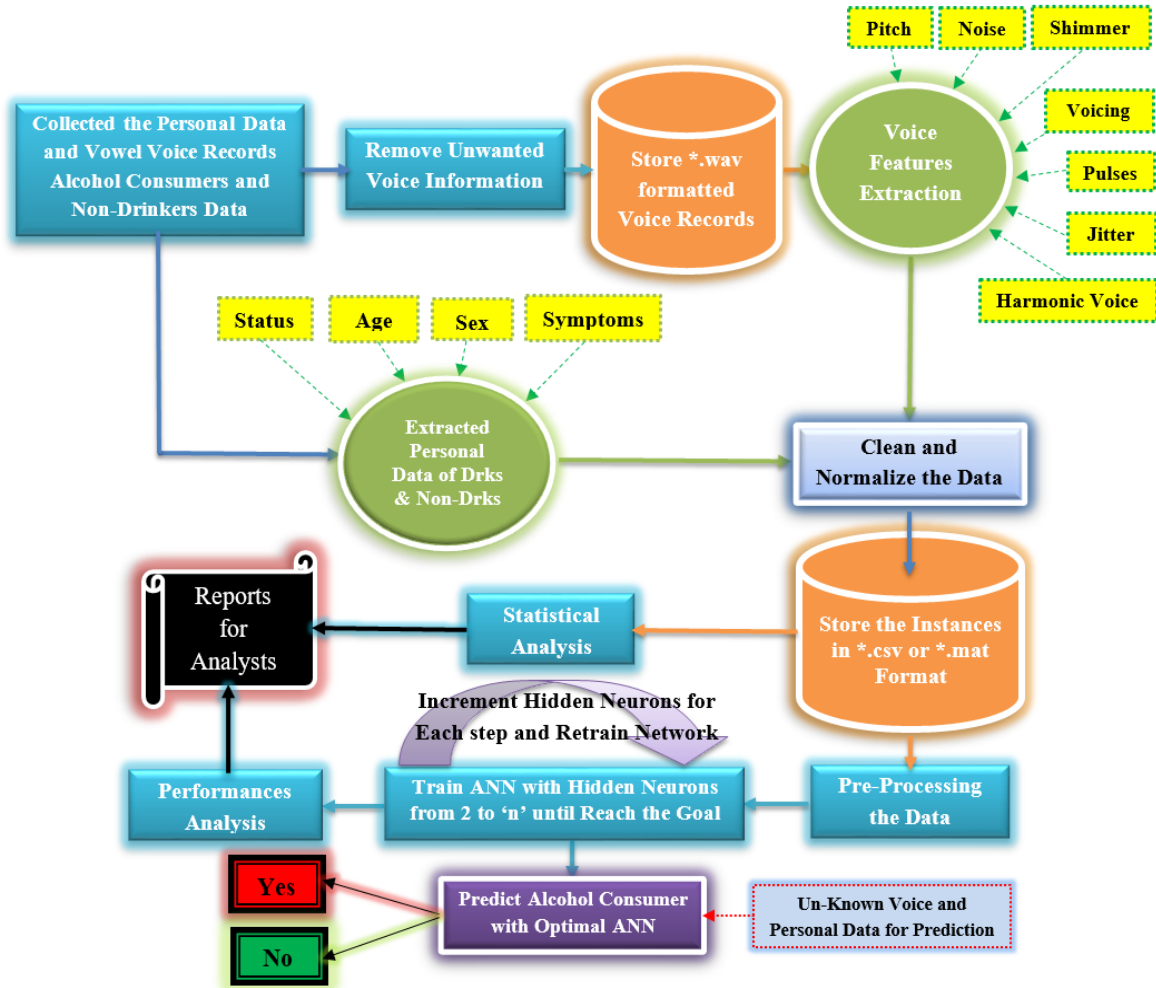 Pitch
Noise
Shimmer
Collected the Personal Data
and Vowel Voice Records
Alcohol Consumers and
Non-Drinkers Data
Remove Unwanted
Voice Information
Store *.wav
formatted
Voice Records
Voice
Features
Extraction
Voicing
Pulses
Jitter
Harmonic Voice
Status
Age
Sex
Symptoms
Extracted
Personal
Data of Drks
& Non-Drks
Clean and
Normalize the Data
Reports
for
Analysts
Statistical
Analysis
Store the Instances
in *.csv or *.mat
Format
Increment Hidden Neurons for
Each step and Retrain Network
Performances
Analysis
Train ANN with Hidden Neurons
from 2 to ‘n’ until Reach the Goal
Pre-Processing
the Data
Yes
No
Predict Alcohol Consumer
with Optimal ANN
Un-Known Voice and
Personal Data for Prediction